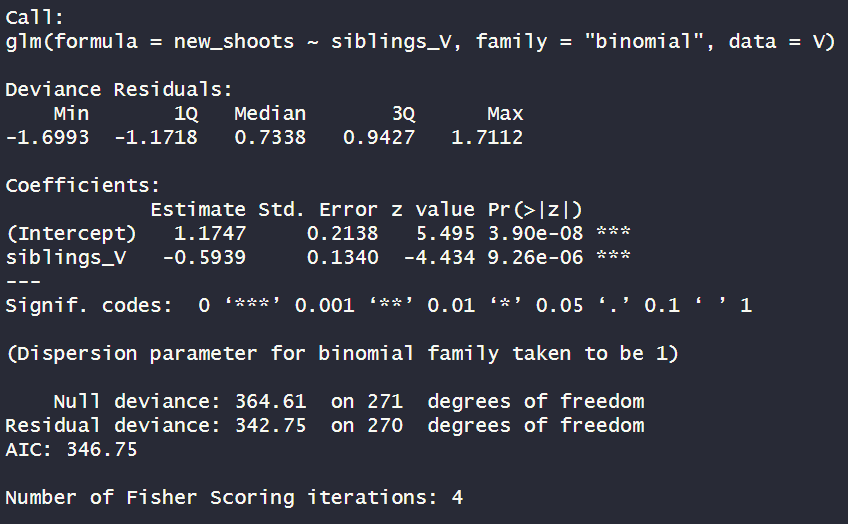 Call:
glm(formula = new_shoots ~ siblings_V, family = "binomial", data = V)
Deviance Residuals:
Min 1Q Median 3Q Max
-1.6993 -1.1718 0.7338 0.9427 1.7112
Coefficients:
Estimate Std. Error z value Pr(>|z|)
(Intercept) 1.1747 0.2138 5.495 3.90e-08 ***
siblings_V -0.5939 0.1340 -4.434 9.26e-06 ***
---
Signif. codes: 0 ‘***’ 0.001 ‘**’ 0.01 ‘*’ 0.05 ‘.’ 0.1 ‘ ’ 1
(Dispersion parameter for binomial family taken to be 1)
Null deviance: 364.61 on 271 degrees of freedom
Residual deviance: 342.75 on 270 degrees of freedom
AIC: 346.75
Number of Fisher Scoring iterations: 4